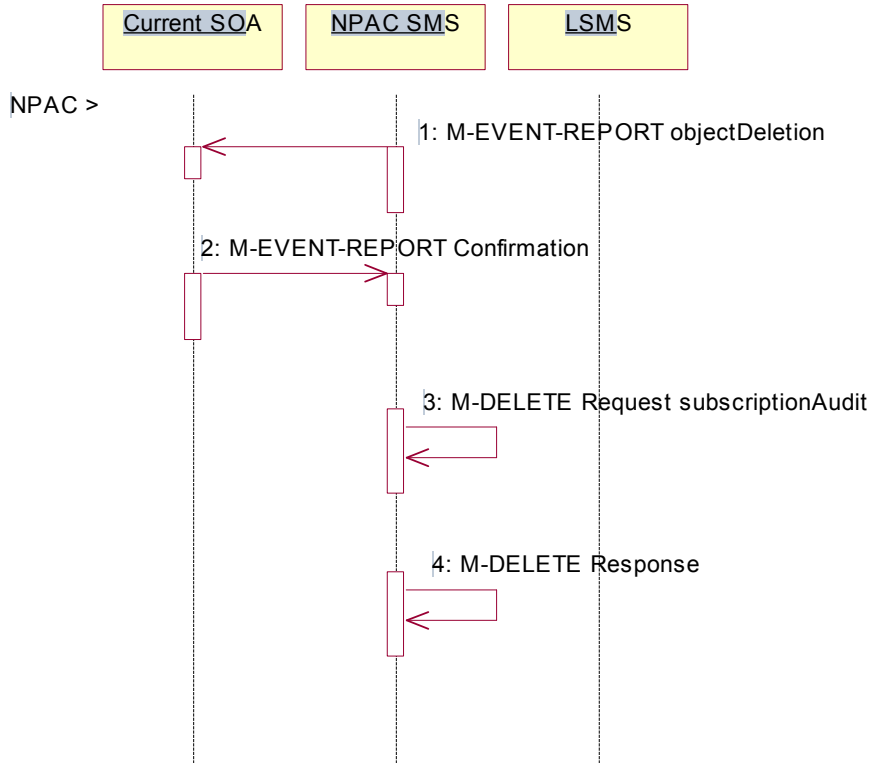 Current SOA
NPAC SMS
LSMS
NPAC >
1: M-EVENT-REPORT objectDeletion
2: M-EVENT-REPORT Confirmation
3: M-DELETE Request subscriptionAudit
4: M-DELETE Response